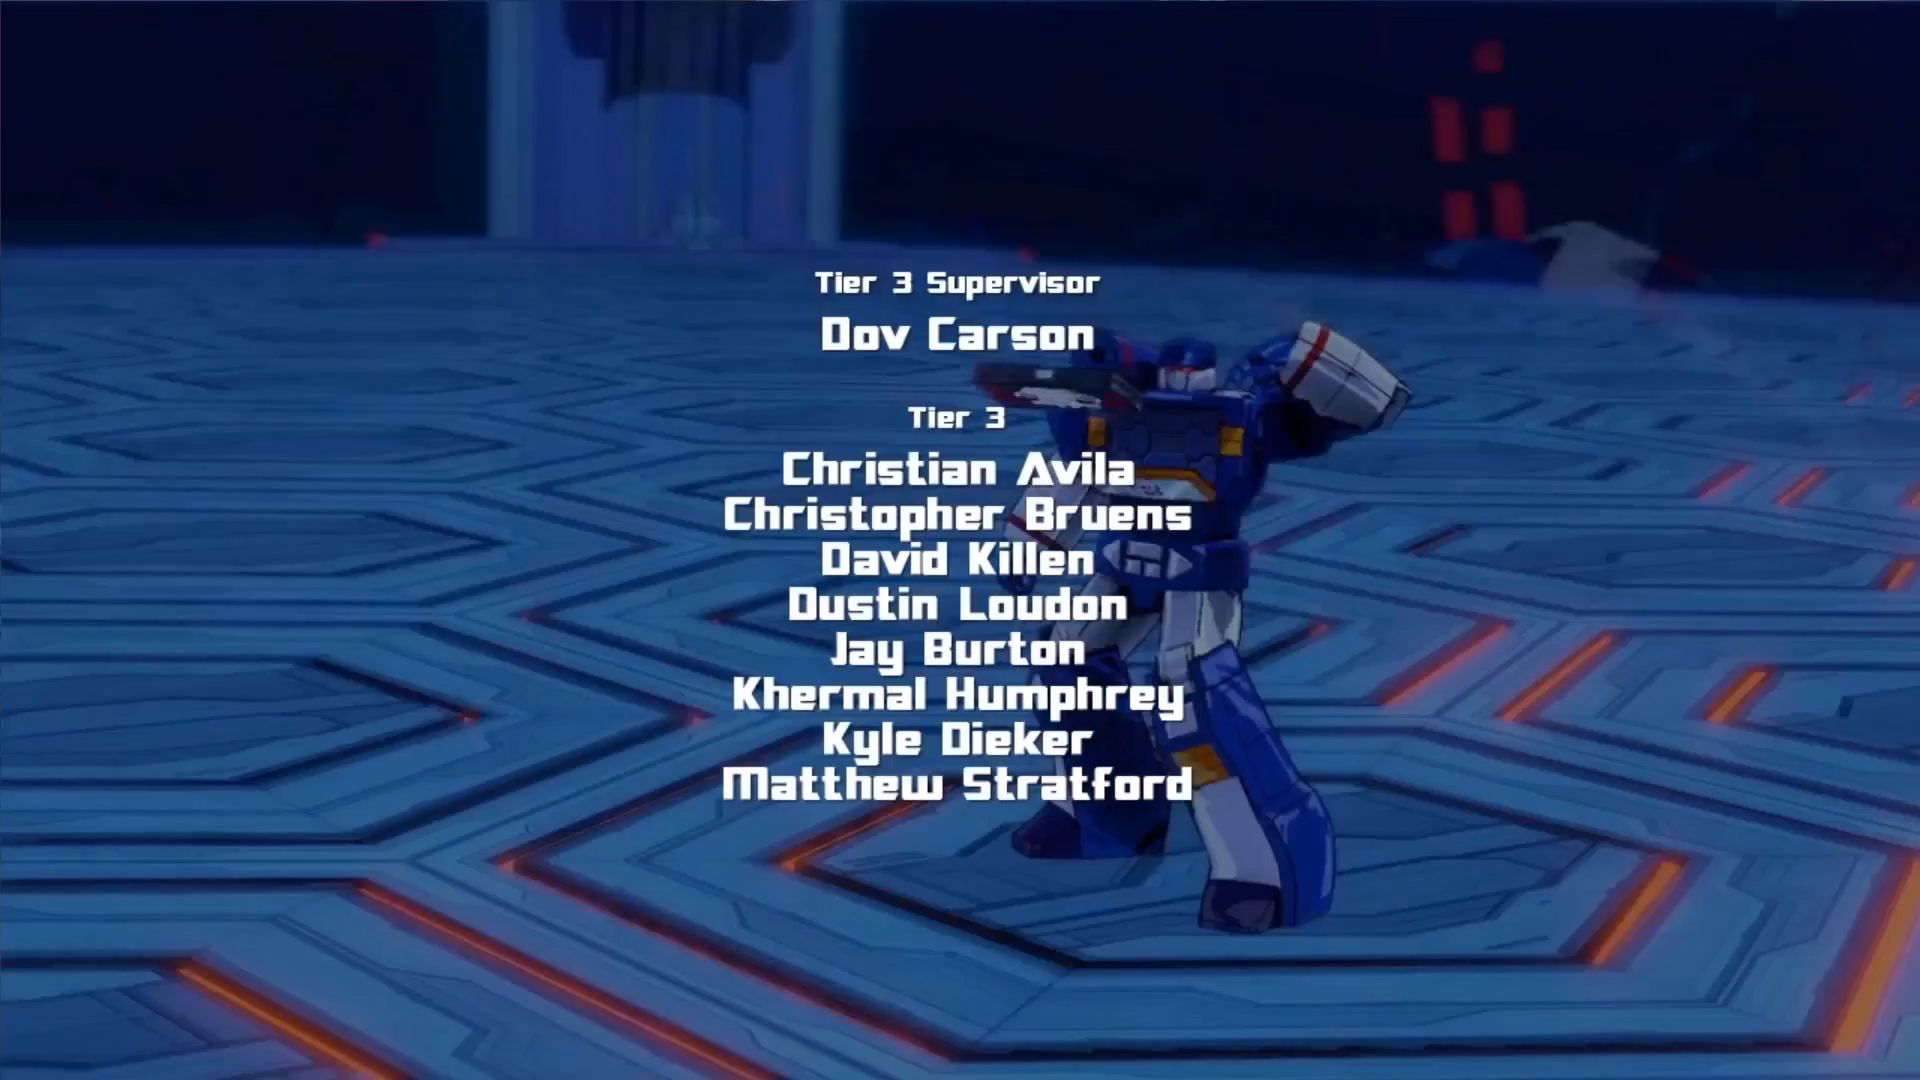 Tier 3 Supervisor
Dov Carson
Tier 3
Christian Avila
Christopher Bruens
David Killen
Dustin Loudon
Jay Burton
Khermal Humphrey
Kyle Dieker
Matthew Stratford